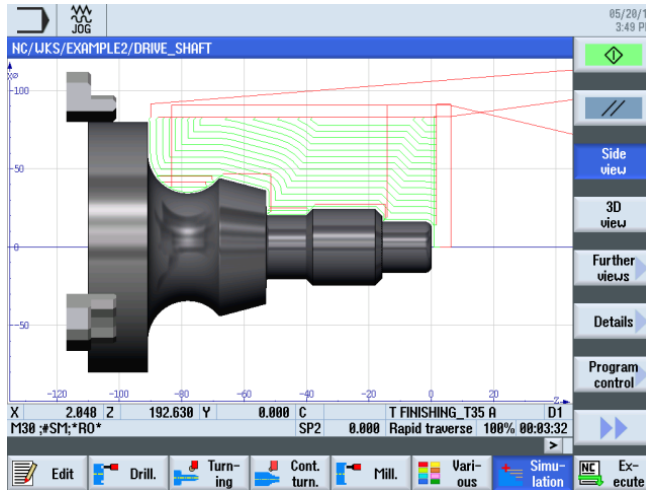 05/20/1
3:49 P
JOG
NC/WKS/EXAMPLE2/DRIVE_SHAFT
Xø
100
50
0
-50
-120 -100 -80 -60 -40 -20 0 20 Z
Side
view
3D
view
Further
views
Details
Program
control
X 2.048 Z 192.630 Y 0.000 C T FINISHING_T35 A D1
M30 ;#SM;*RO* SP2 0.000 Rapid traverse 100% 00:03:32
>
Edit
Drill.
Turn-
ing
Cont.
turn.
Mill.
Vari-
ous
Simu-
lation
NC
Ex-
ecute